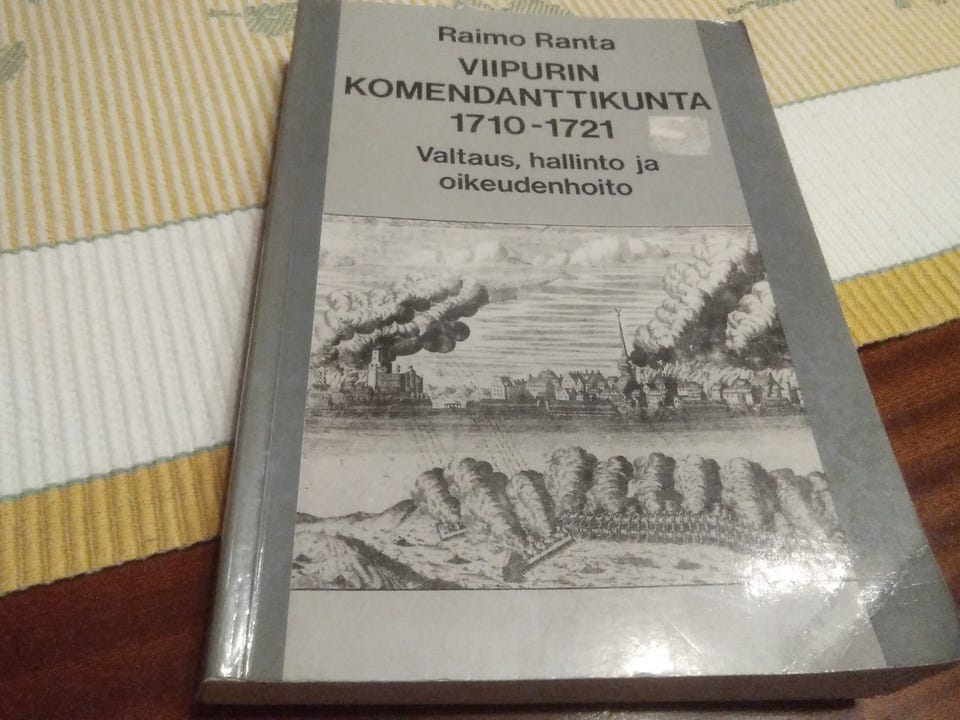 Raimo Ranta
VIIPURIN
KOMENDANTTIKUNTA
1710-1721
Valtaus, hallinto ja
oikeudenhoito